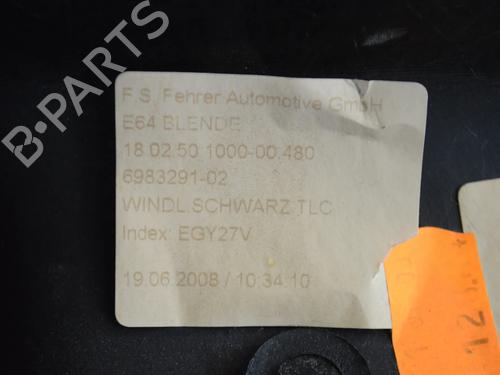 B-PARTS
F.S. Fehrer Automotive GmbH
E64 BLENDE
18.02.50.1000-00.480
6983291-02
WINDL.SCHWARZ TLC
Index: EGY27V
19.06.2008 / 10:34:10